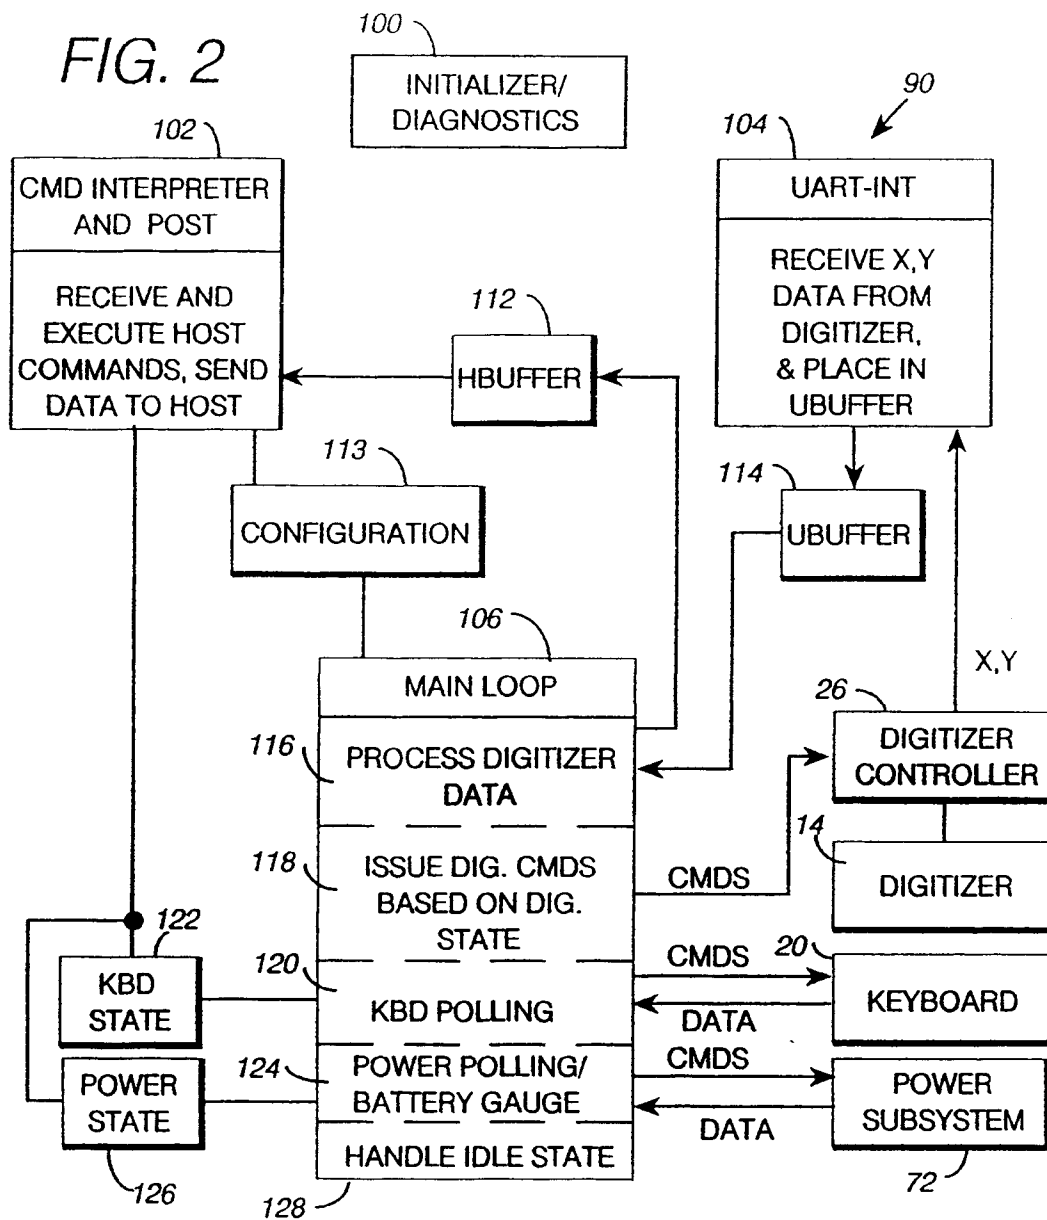 FIG. 2
100
INITIALIZER/
DIAGNOSTICS
90
102
CMD INTERPRETER
AND POST
RECEIVE AND
EXECUTE HOST
COMMANDS, SEND
DATA TO HOST
104
UART-INT
RECEIVE X,Y
DATA FROM
DIGITIZER,
& PLACE IN
UBUFFER
112
HBUFFER
113
CONFIGURATION
114
UBUFFER
106
MAIN LOOP
X,Y
116
PROCESS DIGITIZER
DATA
26
DIGITIZER
CONTROLLER
118
ISSUE DIG. CMDS
BASED ON DIG.
STATE
CMDS
14
DIGITIZER
122
KBD
STATE
120
KBD POLLING
CMDS
DATA
20
KEYBOARD
POWER
STATE
126
124
POWER POLLING/
BATTERY GAUGE
CMDS
DATA
POWER
SUBSYSTEM
72
HANDLE IDLE STATE
128